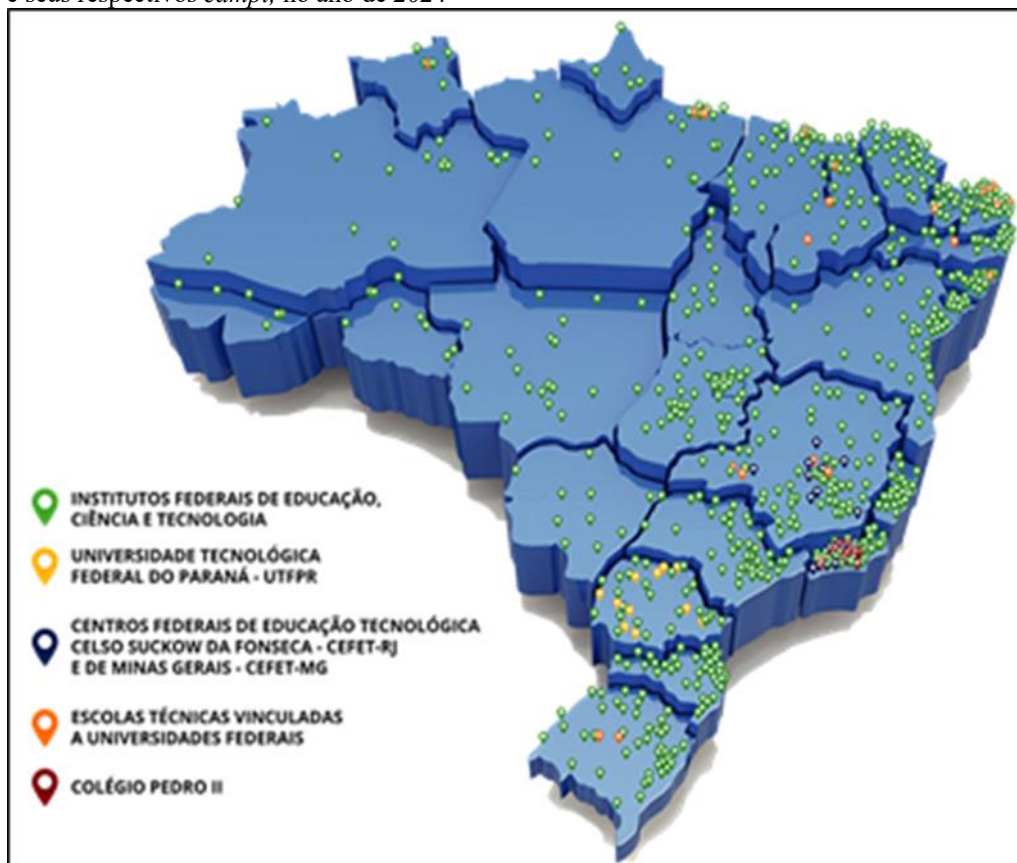 e seus respectivos campi, no ano de 2024
INSTITUTOS FEDERAIS DE EDUCAÇÃO,
CIÊNCIA E TECNOLOGIA
UNIVERSIDADE TECNOLÓGICA
FEDERAL DO PARANÁ - UTFPR
CENTROS FEDERAIS DE EDUCAÇÃO TECNOLÓGICA
CELSO SUCKOW DA FONSECA - CEFET-RJ
E DE MINAS GERAIS - CEFET-MG
ESCOLAS TÉCNICAS VINCULADAS
A UNIVERSIDADES FEDERAIS
COLÉGIO PEDRO II